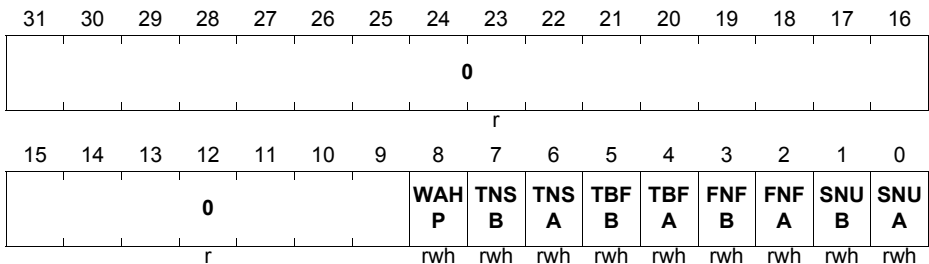 31 30 29 28 27 26 25 24 23 22 21 20 19 18 17 16
0
r
15 14 13 12 11 10 9 8 7 6 5 4 3 2 1 0
0 WAH TNS TNS TBF TBF FNF FNF SNU SNU
P B A B A B A B A
r rwh rwh rwh rwh rwh rwh rwh rwh rwh